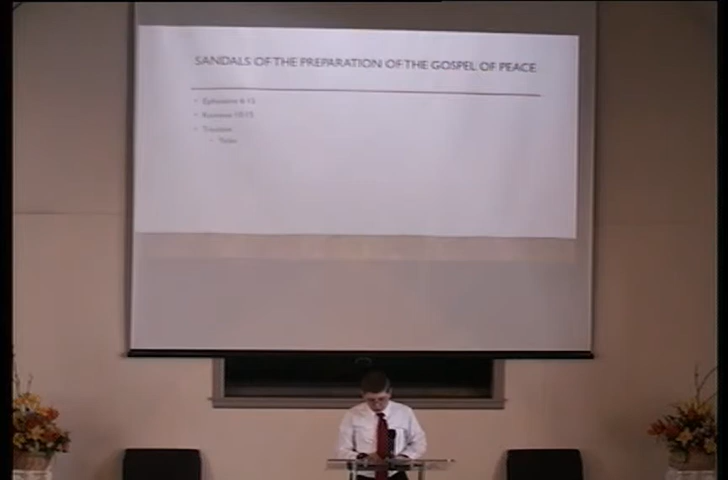 SANDALS OF THE PREPARATION OF THE GOSPEL OF PEACE
Ephesians 6:15
Romans 10:15